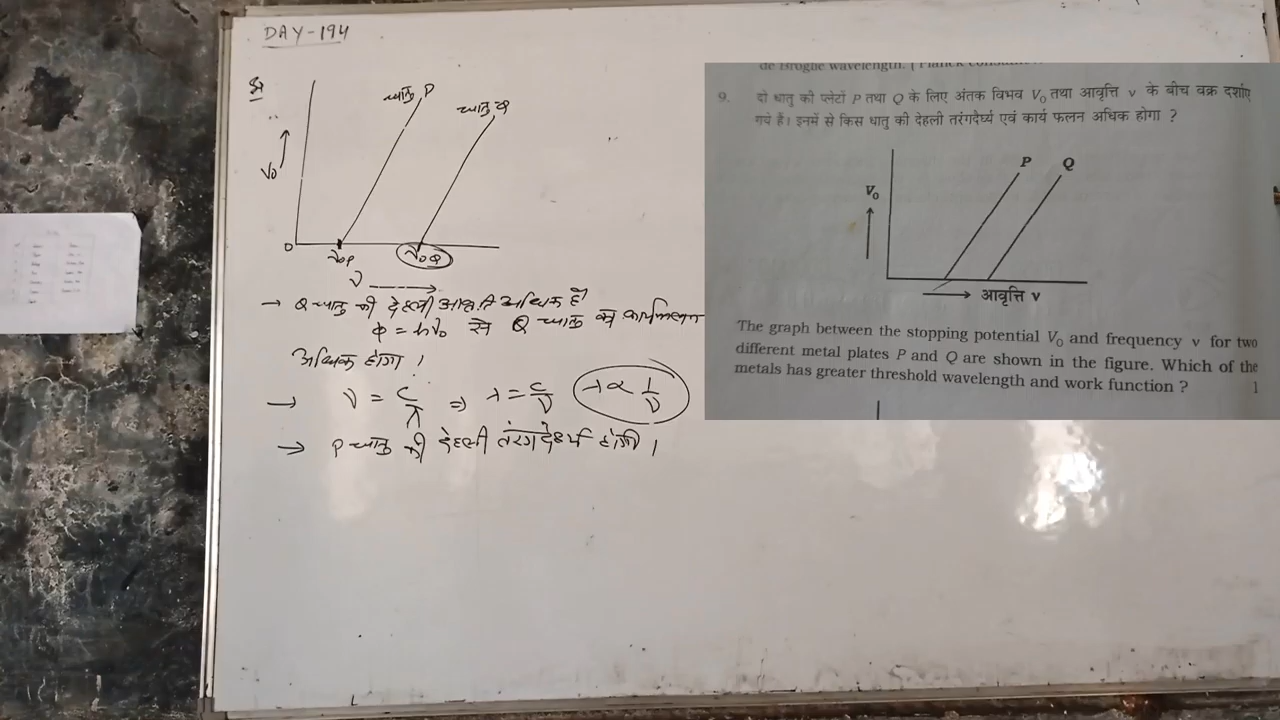 DAY-194
धातु P
धातु Q
V₀
O
ν₀P
ν₀Q
ν
→ Q धातु की देहली आवृत्ति अधिक है
ϕ = hν₀ से Q धातु का कार्यफलन
अधिक होगा ।
→ ν = c/λ ⇒ λ = c/ν λ ∝ 1/ν
→ P धातु की देहली तरंगदैर्ध्य होगी ।
de Broglie wavelength.
9. दो धातु की प्लेटों P तथा Q के लिए अंतक विभव V₀ तथा आवृत्ति ν के बीच वक्र दर्शाए
गये हैं। इनमें से किस धातु की देहली तरंगदैर्घ्य एवं कार्य फलन अधिक होगा ?
P
Q
V₀
आवृत्ति ν
The graph between the stopping potential V₀ and frequency ν for two
different metal plates P and Q are shown in the figure. Which of the
metals has greater threshold wavelength and work function ? 1